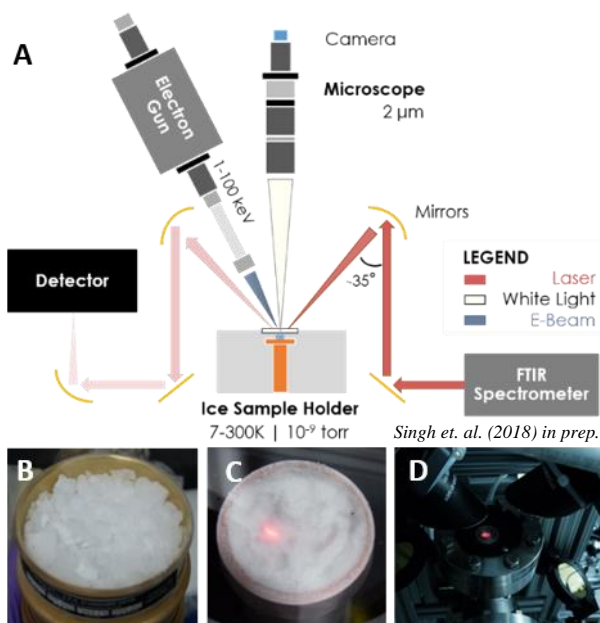 A
Camera
Microscope
2 µm
Electron
Gun
1-100 keV
Mirrors
~35°
Detector
LEGEND
Laser
White Light
E-Beam
FTIR
Spectrometer
Ice Sample Holder
7-300K | 10⁻⁹ torr
Singh et. al. (2018) in prep.
B
C
D